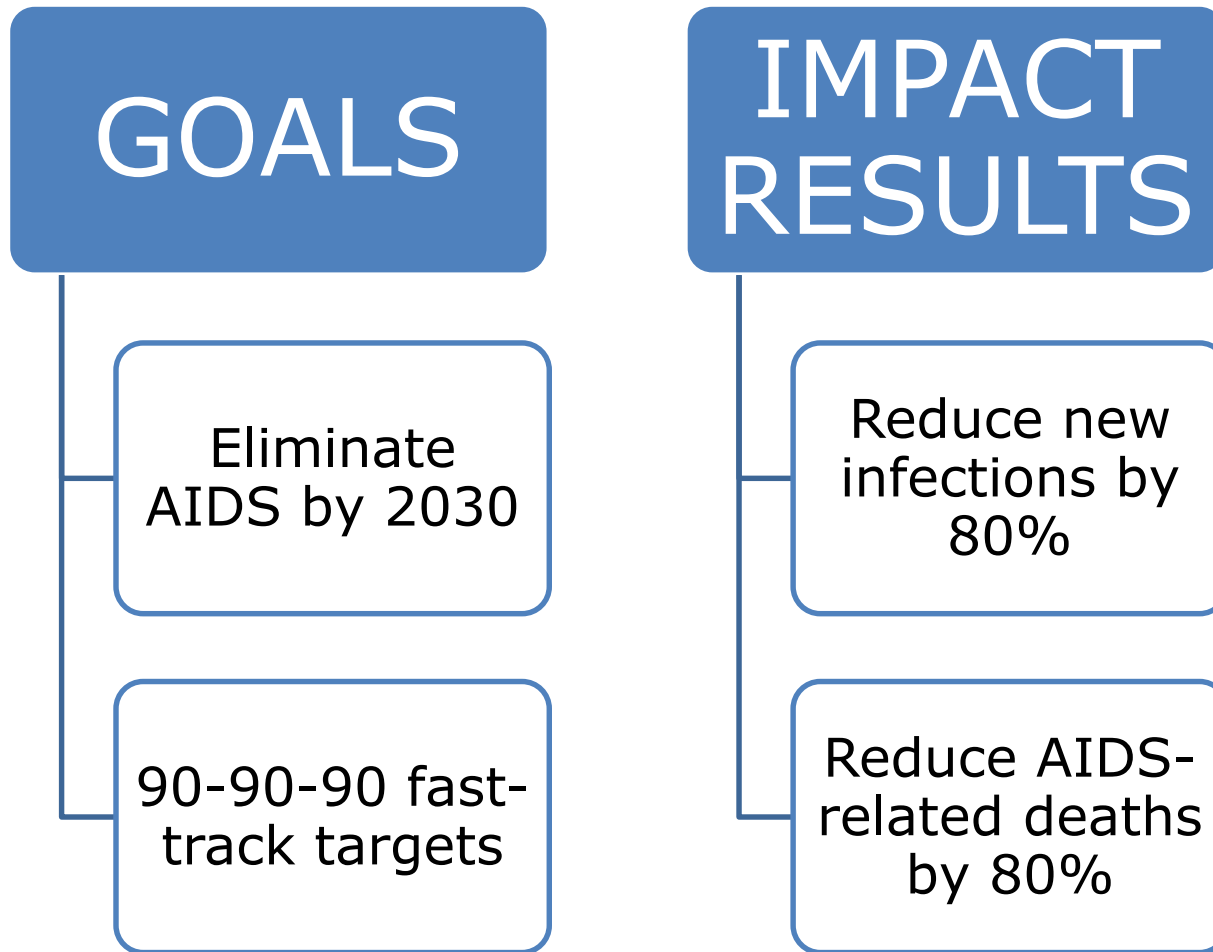 GOALS
Eliminate
AIDS by 2030
90-90-90 fast-
track targets
IMPACT
RESULTS
Reduce new
infections by
80%
Reduce AIDS-
related deaths
by 80%